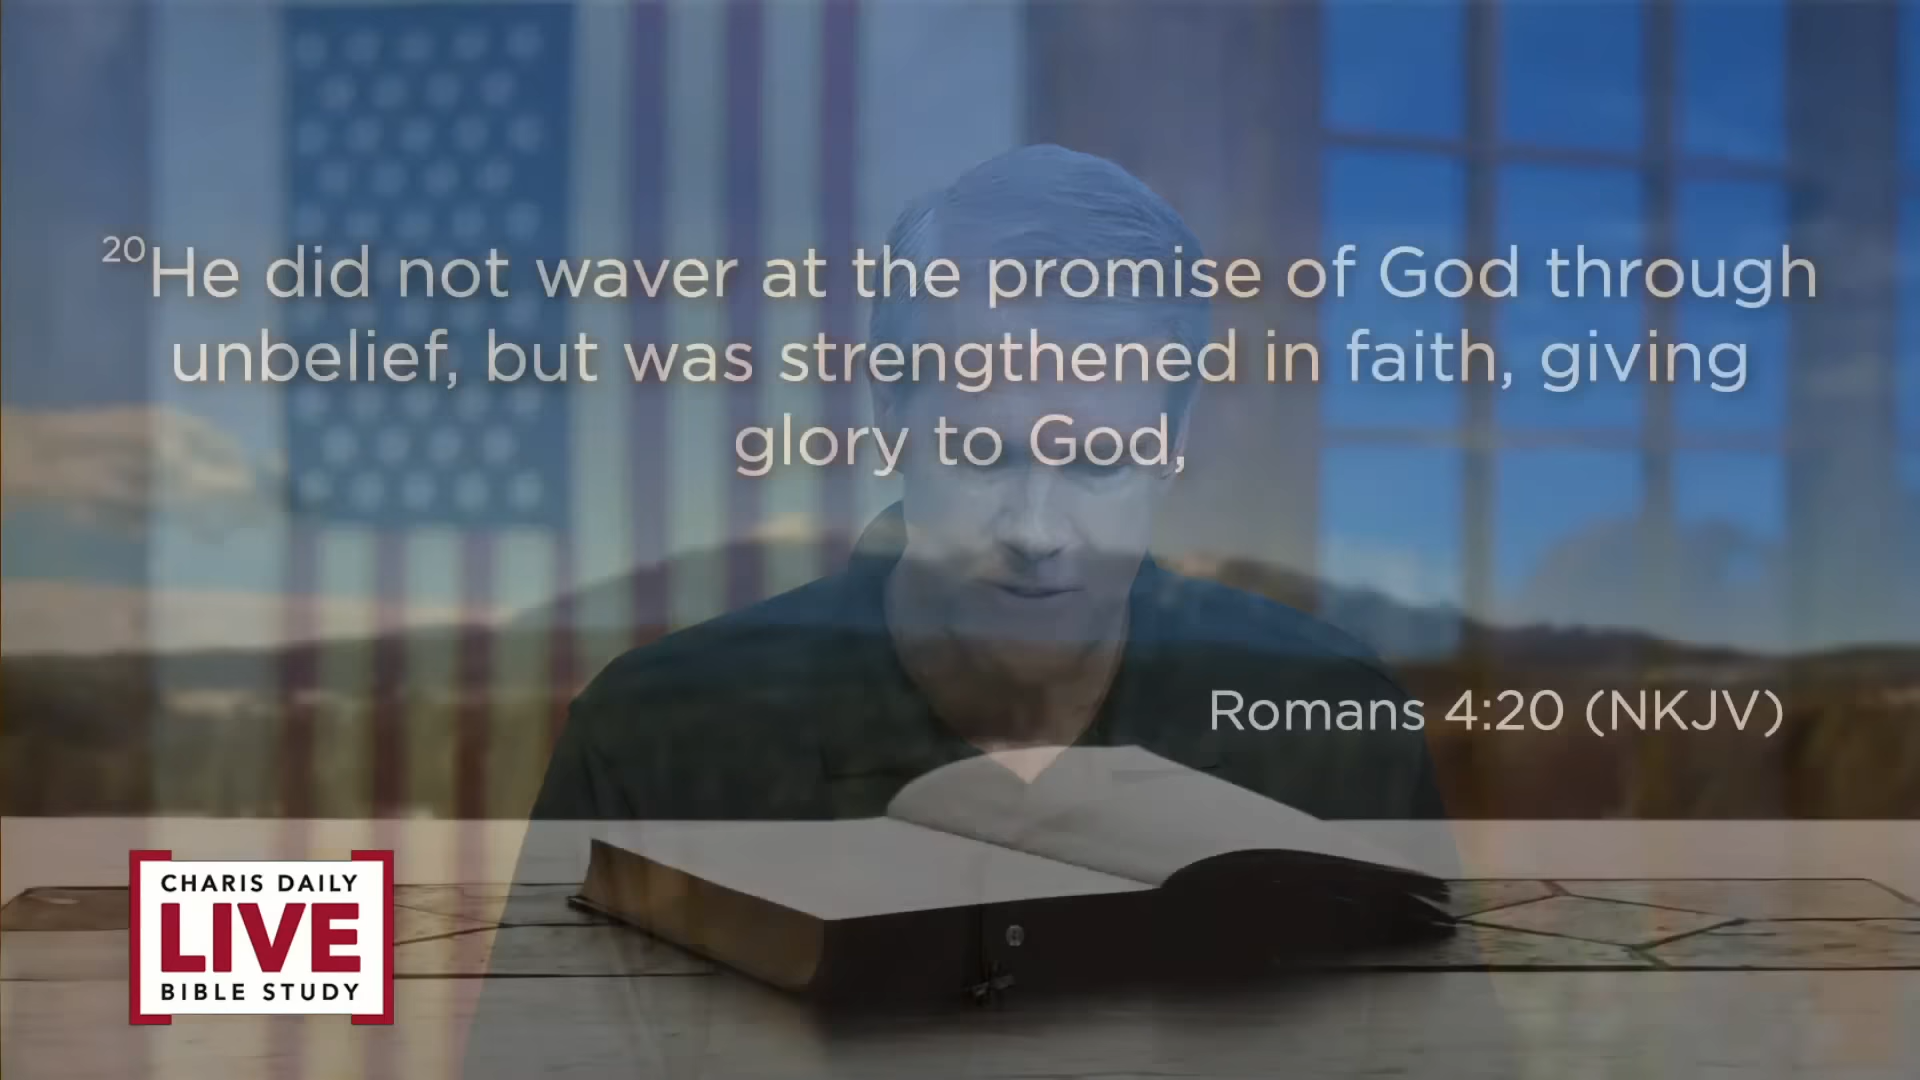 20He did not waver at the promise of God through
unbelief, but was strengthened in faith, giving
glory to God,
Romans 4:20 (NKJV)
CHARIS DAILY
LIVE
BIBLE STUDY